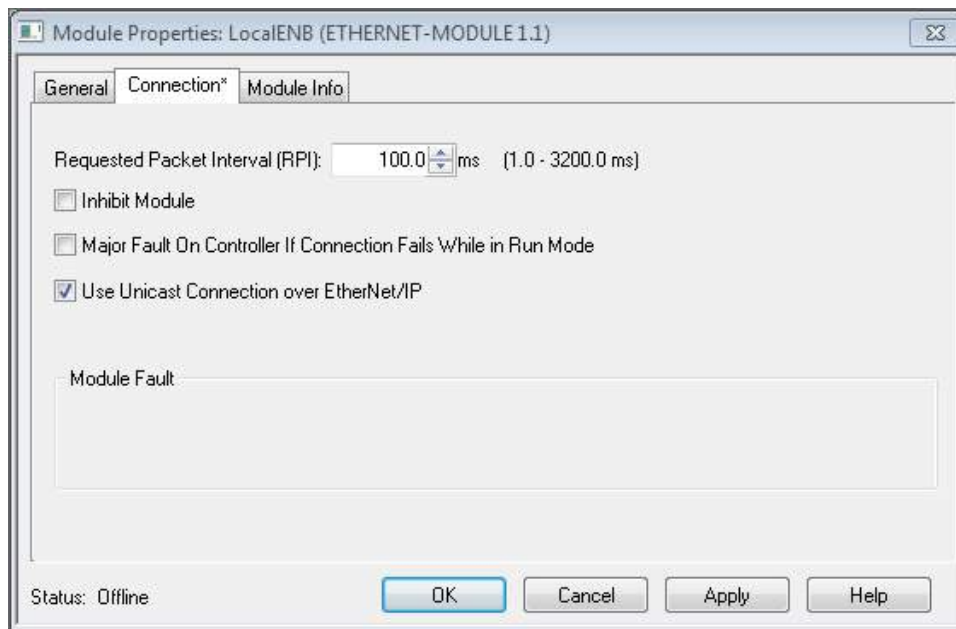 Module Properties: LocalENB (ETHERNET-MODULE 1.1)
General Connection* Module Info
Requested Packet Interval (RPI): 100.0 ms (1.0 - 3200.0 ms)
Inhibit Module
Major Fault On Controller If Connection Fails While in Run Mode
Use Unicast Connection over EtherNet/IP
Module Fault
Status: Offline OK Cancel Apply Help